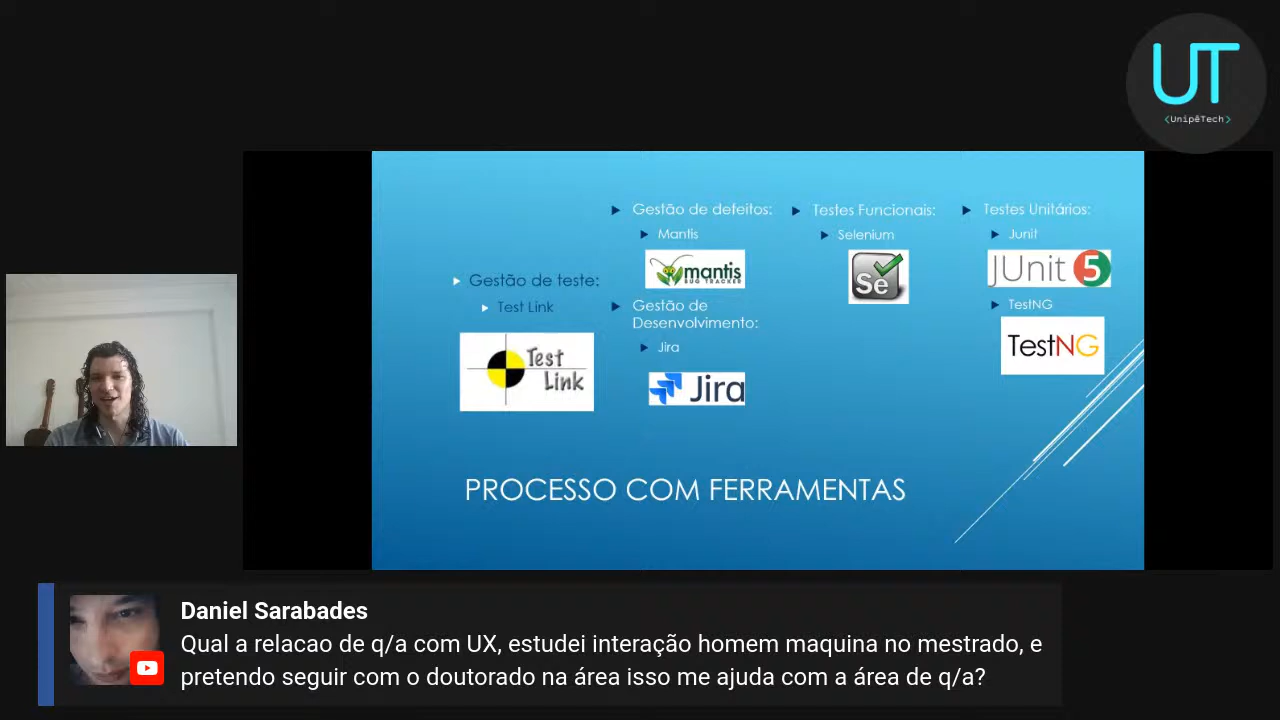 UT
<UnipêTech>
Gestão de teste:
Test Link
Test
Link
Gestão de defeitos:
Mantis
mantis
BUG TRACKER
Gestão de
Desenvolvimento:
Jira
Jira
Testes Funcionais:
Selenium
Se
Testes Unitários:
Junit
JUnit 5
TestNG
TestNG
PROCESSO COM FERRAMENTAS
Daniel Sarabades
Qual a relacao de q/a com UX, estudei interação homem maquina no mestrado, e
pretendo seguir com o doutorado na área isso me ajuda com a área de q/a?